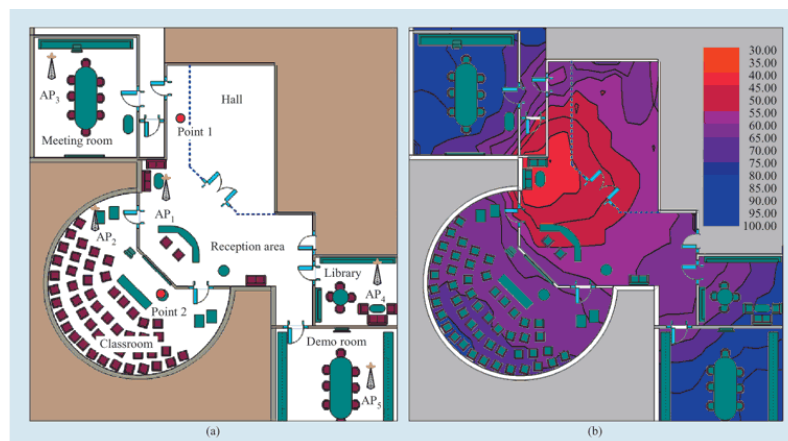 AP3
Meeting room
Hall
Point 1
AP1
AP2
Reception area
Library
AP4
Point 2
Classroom
Demo room
AP5
(a)
30.00
35.00
40.00
45.00
50.00
55.00
60.00
65.00
70.00
75.00
80.00
85.00
90.00
95.00
100.00
(b)